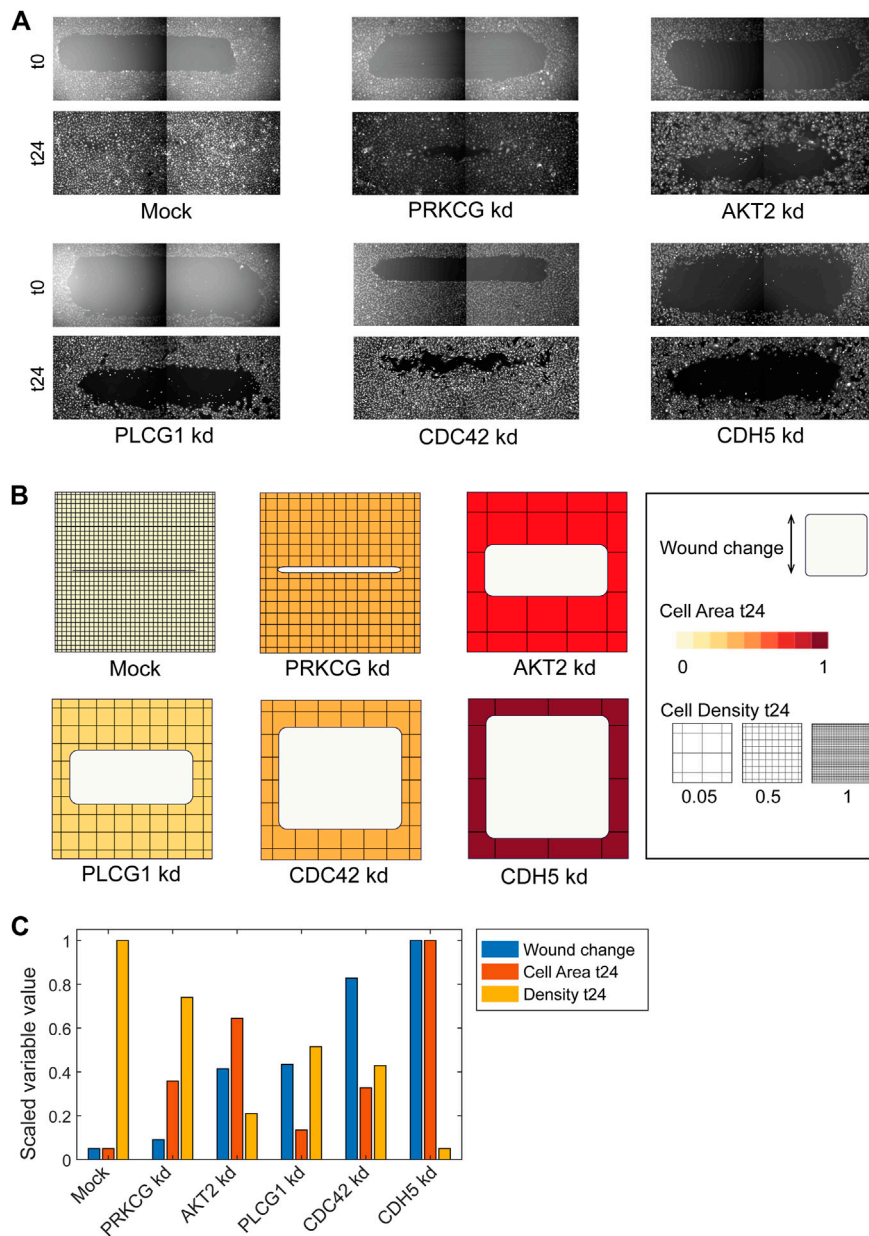 A
t0
t24
Mock
PRKCG kd
AKT2 kd
t0
t24
PLCG1 kd
CDC42 kd
CDH5 kd
B
Mock
PRKCG kd
AKT2 kd
PLCG1 kd
CDC42 kd
CDH5 kd
Wound change
Cell Area t24
0 1
Cell Density t24
0.05 0.5 1
C
Scaled variable value
1
0.8
0.6
0.4
0.2
0
Mock
PRKCG kd
AKT2 kd
PLCG1 kd
CDC42 kd
CDH5 kd
Wound change
Cell Area t24
Density t24